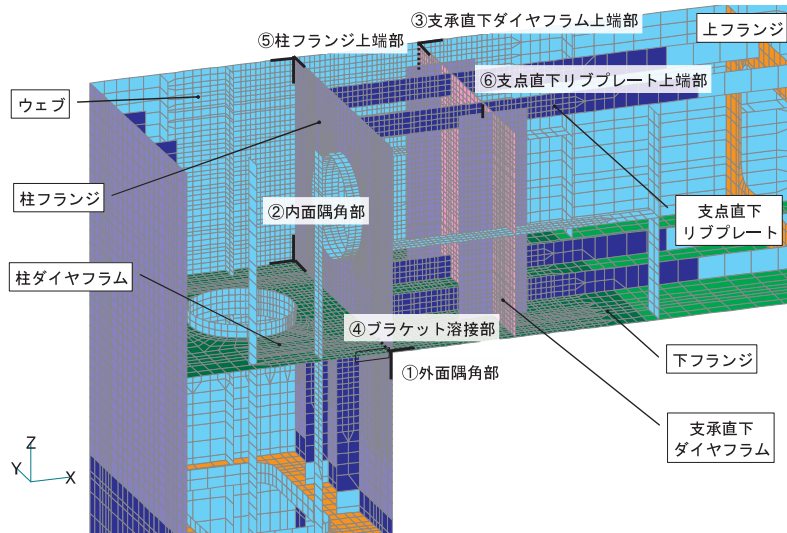 ③支承直下ダイヤフラム上端部
上フランジ
⑤柱フランジ上端部
⑥支点直下リブプレート上端部
ウェブ
柱フランジ
②内面隅角部
支点直下
リブプレート
柱ダイヤフラム
④ブラケット溶接部
下フランジ
①外面隅角部
支承直下
ダイヤフラム
Z
Y
X